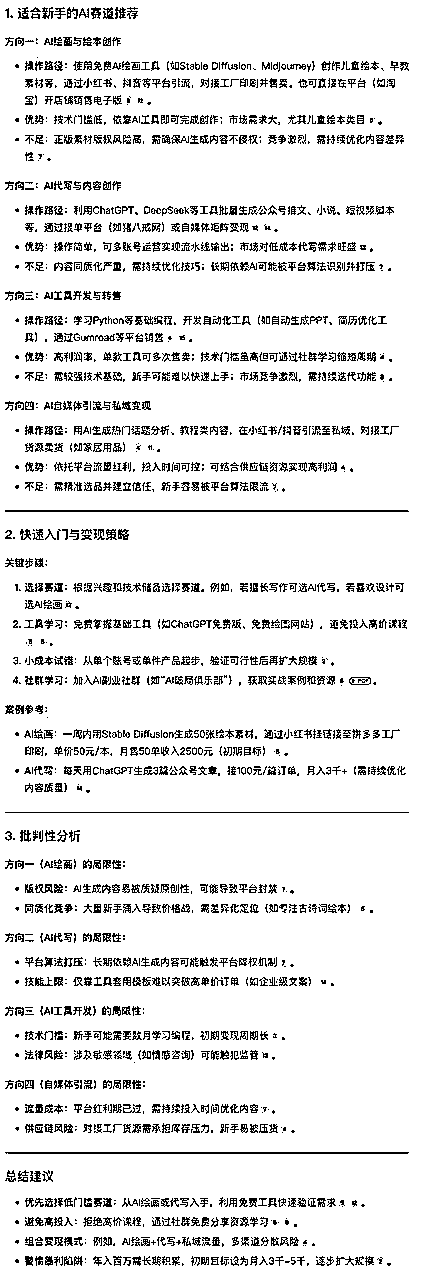 1. 适合新手的AI赛道推荐
方向一：AI绘画与绘本创作
• 操作路径：使用免费AI绘画工具（如Stable Diffusion、Midjourney）创作儿童绘本、早教
素材等，通过小红书、抖音等平台引流，对接工厂印刷并售卖。也可直接在平台（如淘
宝）开店铺销售电子版
• 优势：技术门槛低，依靠AI工具即可完成创作；市场需求大，尤其儿童绘本类目
• 不足：正版素材版权风险高，需确保AI生成内容不侵权；竞争激烈，需持续优化内容差异
性
方向二：AI代写与内容创作
• 操作路径：利用ChatGPT、DeepSeek等工具批量生成公众号推文、小说、短视频脚本
等，通过接单平台（如猪八戒网）或自媒体矩阵变现
• 优势：操作简单，可多账号运营实现流水线输出；市场对低成本代写需求旺盛
• 不足：内容同质化严重，需持续优化技巧；长期依赖AI可能被平台算法识别并打压
方向三：AI工具开发与转售
• 操作路径：学习Python等基础编程，开发自动化工具（如自动生成PPT、简历优化工
具），通过Gumroad等平台销售
• 优势：高利润率，单款工具可多次售卖；技术门槛虽高但可通过社群学习缩短周期
• 不足：需较强技术基础，新手可能难以快速上手；市场竞争激烈，需持续迭代功能
方向四：AI自媒体引流与私域变现
• 操作路径：用AI生成热门话题分析、教程类内容，在小红书/抖音引流至私域，对接工厂
货源卖货（如家居用品）
• 优势：依托平台流量红利，投入时间可控；可结合供应链资源实现高利润
• 不足：需精准选品并建立信任，新手容易被平台算法限流
2. 快速入门与变现策略
关键步骤：
1. 选择赛道：根据兴趣和技术储备选择赛道。例如，若擅长写作可选AI代写，若喜欢设计可
选AI绘画
2. 工具学习：免费掌握基础工具（如ChatGPT免费版、免费绘图网站），避免投入高价课程
3. 小成本试错：从单个账号或单件产品起步，验证可行性后再扩大规模
4. 社群学习：加入AI副业社群（如“AI破局俱乐部”），获取实战案例和资源
案例参考：
• AI绘画：一周内用Stable Diffusion生成50张绘本素材，通过小红书挂链接至拼多多工厂
印刷，单价50元/本，月售50单收入2500元（初期目标）
• AI代写：每天用ChatGPT生成3篇公众号文章，接100元/篇订单，月入3千+（需持续优化
内容质量）
3. 批判性分析
方向一（AI绘画）的局限性：
• 版权风险：AI生成内容易被质疑原创性，可能导致平台封禁
• 同质化竞争：大量新手涌入导致价格战，需差异化定位（如专注古诗词绘本）
方向二（AI代写）的局限性：
• 平台算法打压：长期依赖AI生成内容可能触发平台降权机制
• 技能上限：仅靠工具套用模板难以突破高单价订单（如企业级文案）
方向三（AI工具开发）的局限性：
• 技术门槛：新手可能需要数月学习编程，初期变现周期长
• 法律风险：涉及敏感领域（如情感咨询）可能触犯监管
方向四（自媒体引流）的局限性：
• 流量成本：平台红利期已过，需持续投入时间优化内容
• 供应链风险：对接工厂货源需承担库存压力，新手易被压货
总结建议
• 优先选择低门槛赛道：从AI绘画或代写入手，利用免费工具快速验证需求
• 避免高投入：拒绝高价课程，通过社群免费分享资源学习
• 组合变现模式：例如，AI绘画+代写+私域流量，多渠道分散风险
• 警惕暴利陷阱：年入百万需长期积累，初期目标设为月入3千-5千，逐步扩大规模